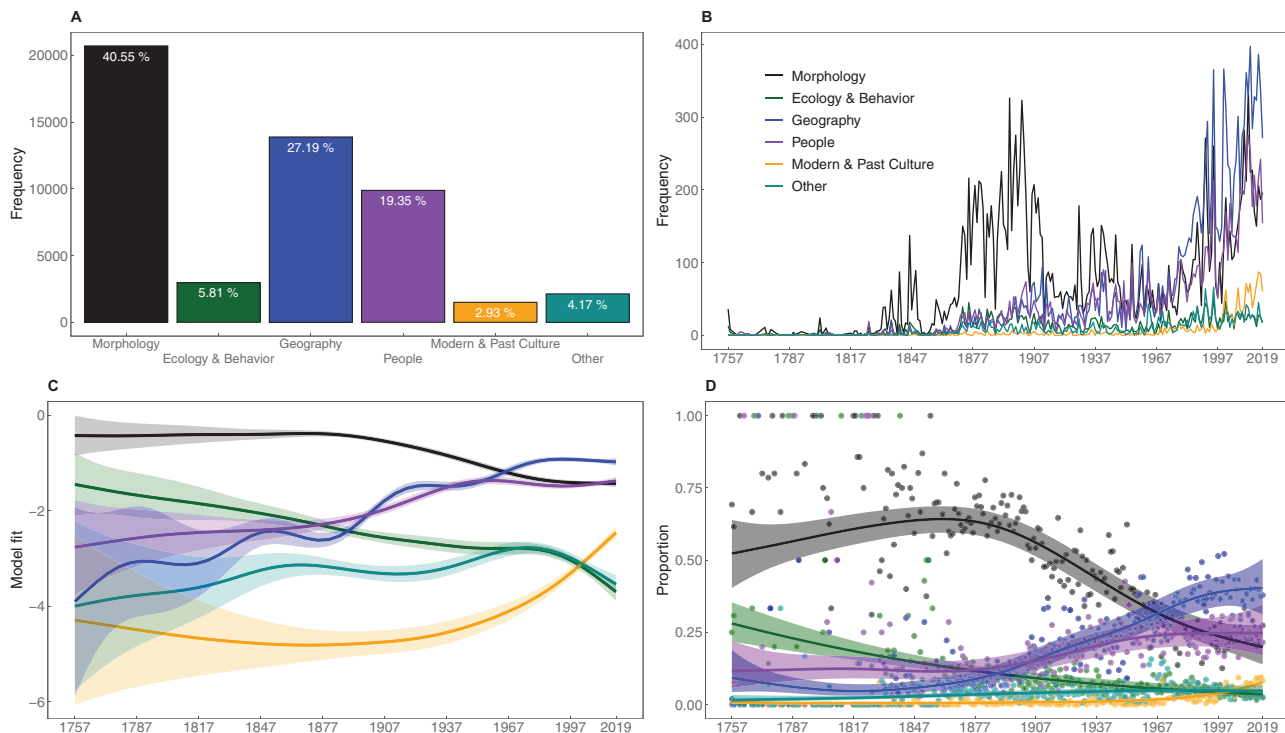 A
Frequency
20000
15000
10000
5000
0
40.55 %
5.81 %
27.19 %
19.35 %
2.93 %
4.17 %
Morphology
Ecology & Behavior
Geography
People
Modern & Past Culture
Other
B
Frequency
400
300
200
100
0
Morphology
Ecology & Behavior
Geography
People
Modern & Past Culture
Other
1757 1787 1817 1847 1877 1907 1937 1967 1997 2019
C
Model fit
0
−2
−4
−6
1757 1787 1817 1847 1877 1907 1937 1967 1997 2019
D
Proportion
1.00
0.75
0.50
0.25
0.00
1757 1787 1817 1847 1877 1907 1937 1967 1997 2019